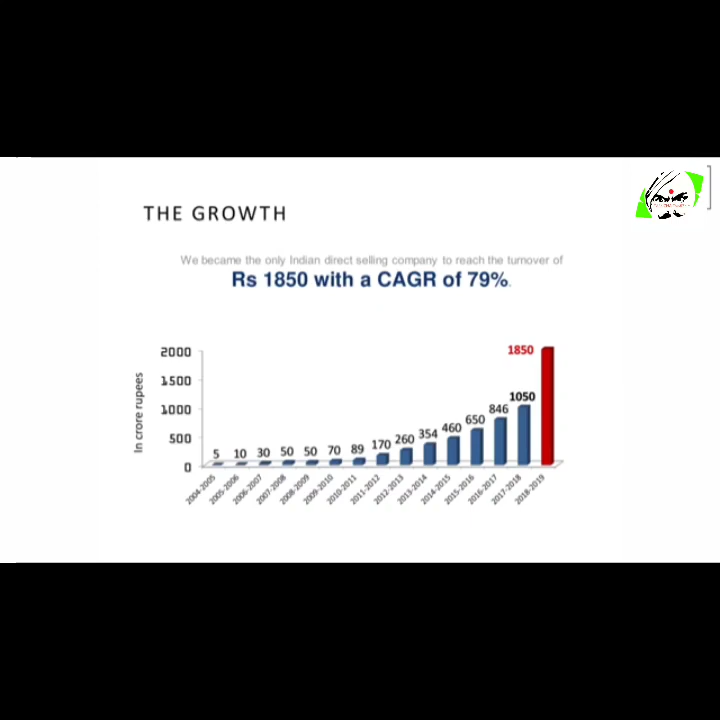 THE GROWTH
We became the only Indian direct selling company to reach the turnover of
Rs 1850 with a CAGR of 79%.
In crore rupees
2000
1500
1000
500
0
5 10 30 50 50 70 89 170 260 354 460 650 846 1050 1850
2004-2005 2005-2006 2006-2007 2007-2008 2008-2009 2009-2010 2010-2011 2011-2012 2012-2013 2013-2014 2014-2015 2015-2016 2016-2017 2017-2018 2018-2019